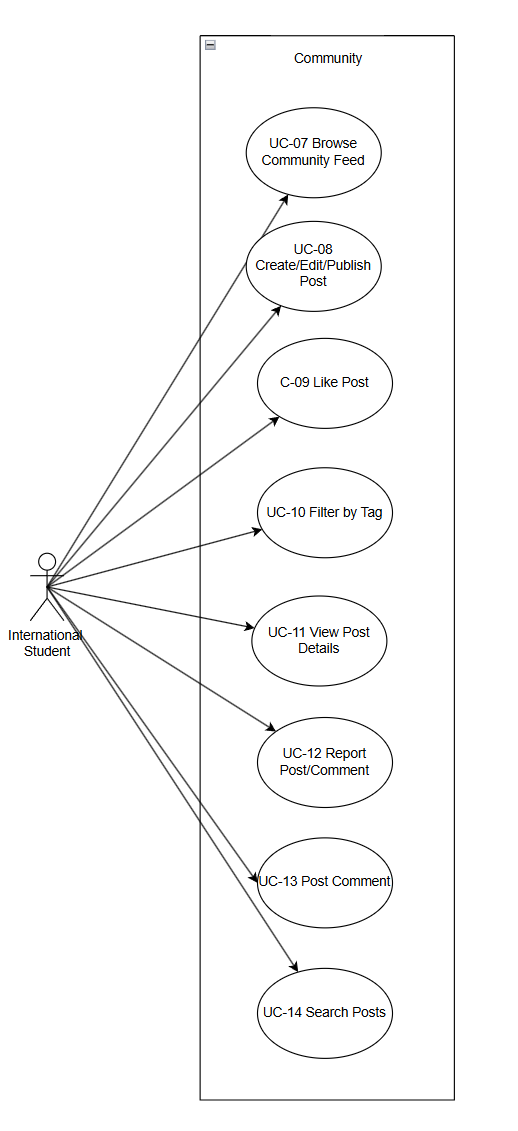 Community
UC-07 Browse
Community Feed
UC-08
Create/Edit/Publish
Post
C-09 Like Post
UC-10 Filter by Tag
International
Student
UC-11 View Post
Details
UC-12 Report
Post/Comment
UC-13 Post Comment
UC-14 Search Posts